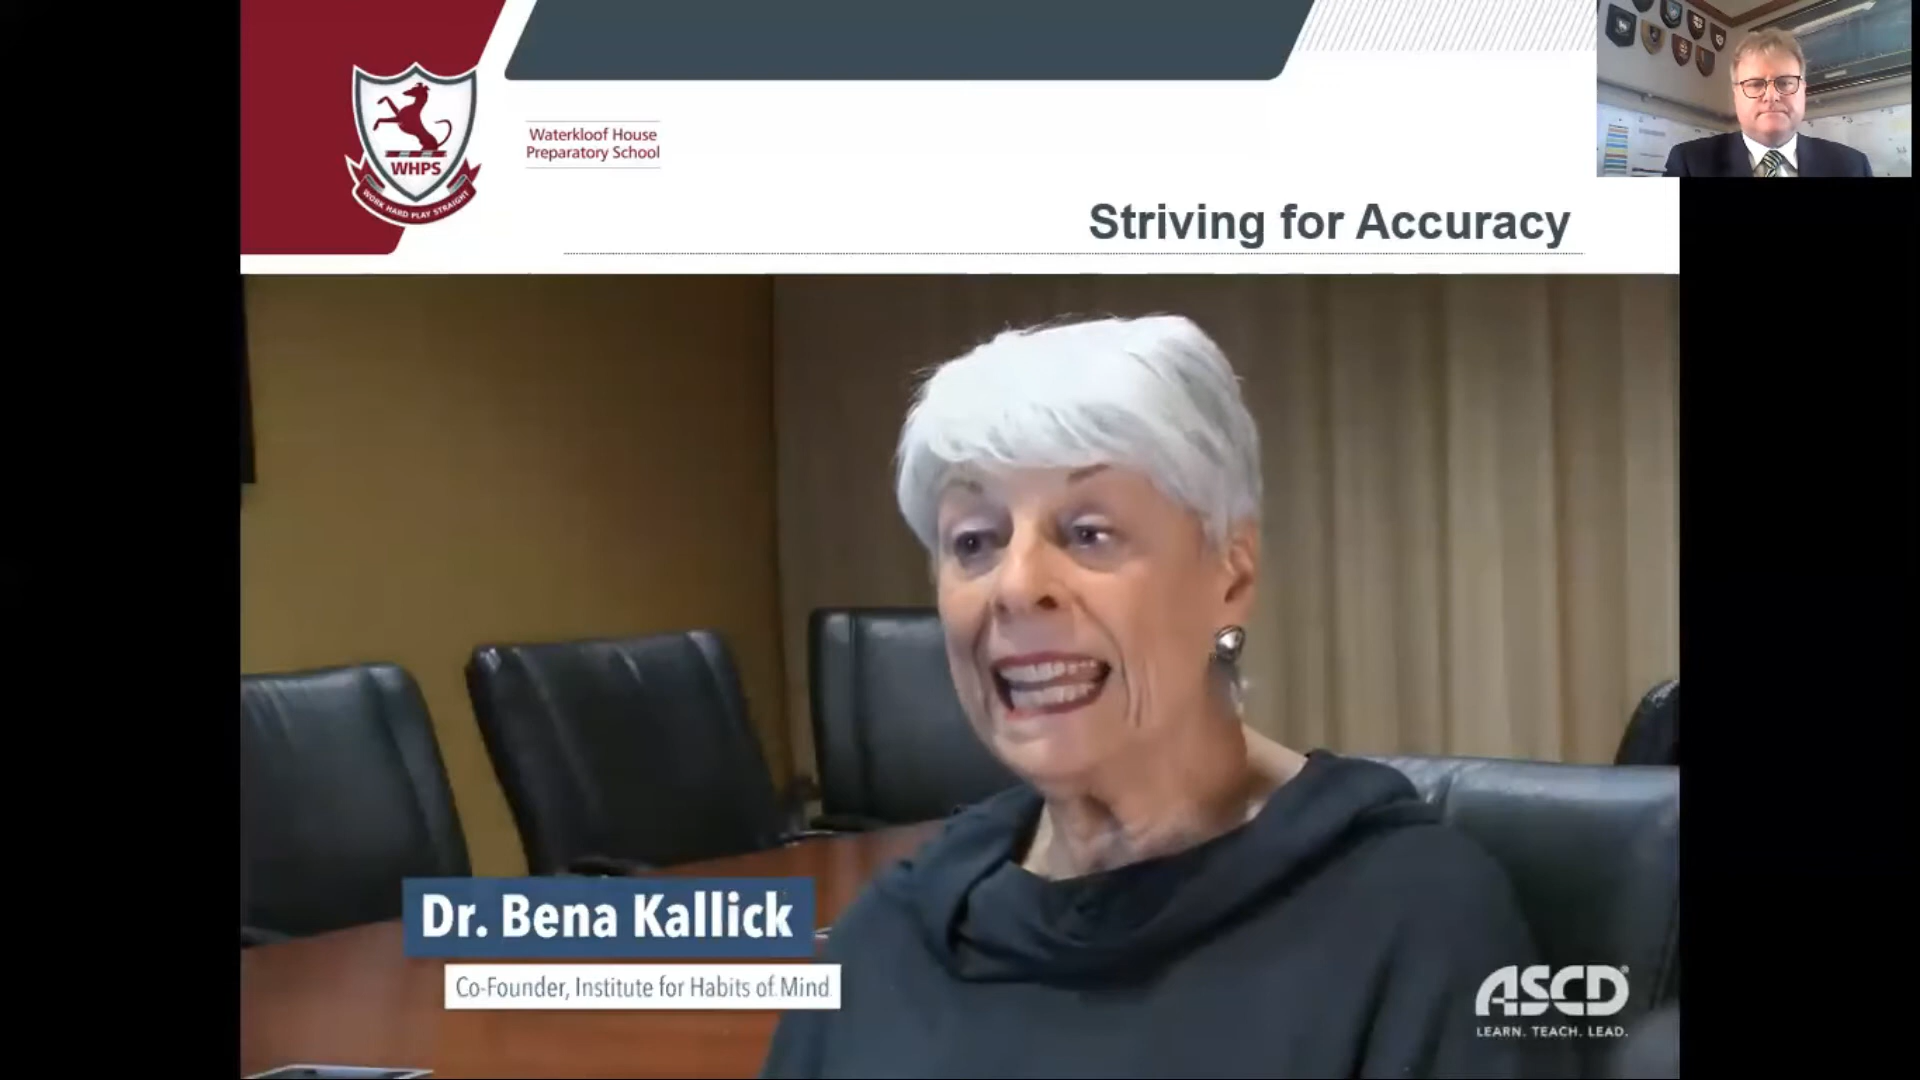 WHPS
WORK HARD PLAY STRAIGHT
Waterkloof House
Preparatory School
Striving for Accuracy
Dr. Bena Kallick
Co-Founder, Institute for Habits of Mind
ASCD
LEARN. TEACH. LEAD.